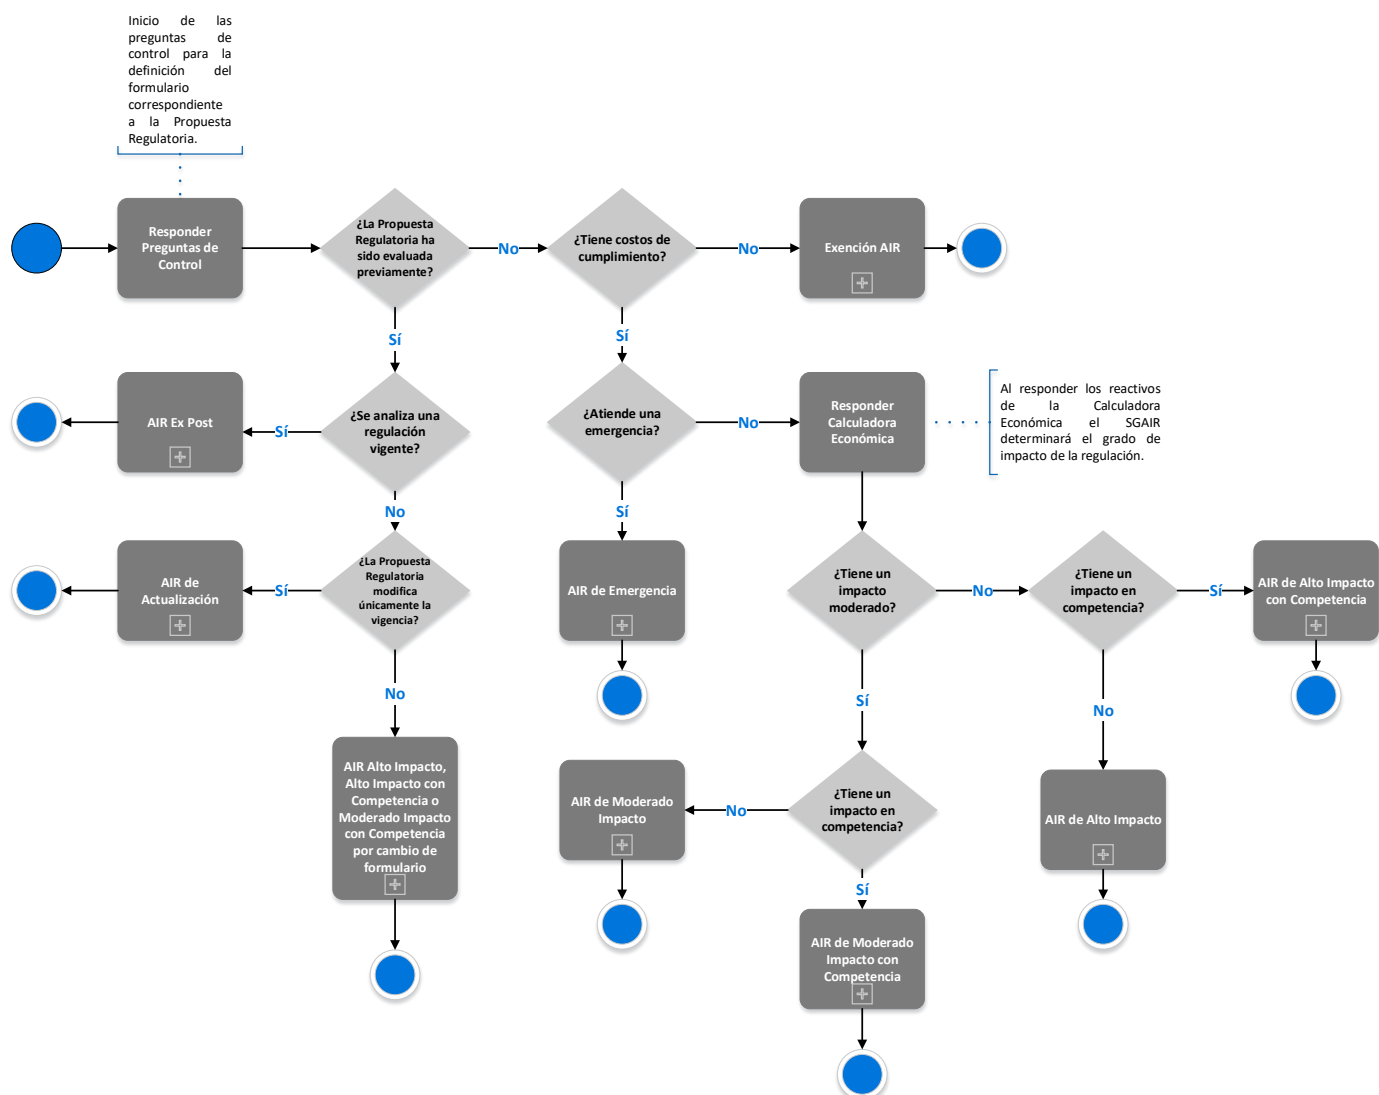 Inicio de las
preguntas de
control para la
definición del
formulario
correspondiente
a la Propuesta
Regulatoria.
Responder
Preguntas de
Control
¿La Propuesta
Regulatoria ha
sido evaluada
previamente?
No
¿Tiene costos de
cumplimiento?
No
Exención AIR
Sí
Sí
AIR Ex Post
Sí
¿Se analiza una
regulación
vigente?
¿Atiende una
emergencia?
No
Responder
Calculadora
Económica
Al responder los reactivos
de la Calculadora
Económica el SGAIR
determinará el grado de
impacto de la regulación.
No
Sí
AIR de
Actualización
Sí
¿La Propuesta
Regulatoria
modifica
únicamente la
vigencia?
AIR de Emergencia
¿Tiene un
impacto
moderado?
No
¿Tiene un
impacto en
competencia?
Sí
AIR de Alto Impacto
con Competencia
No
Sí
No
AIR Alto Impacto,
Alto Impacto con
Competencia o
Moderado Impacto
con Competencia
por cambio de
formulario
AIR de Moderado
Impacto
No
¿Tiene un
impacto en
competencia?
AIR de Alto Impacto
Sí
AIR de Moderado
Impacto con
Competencia